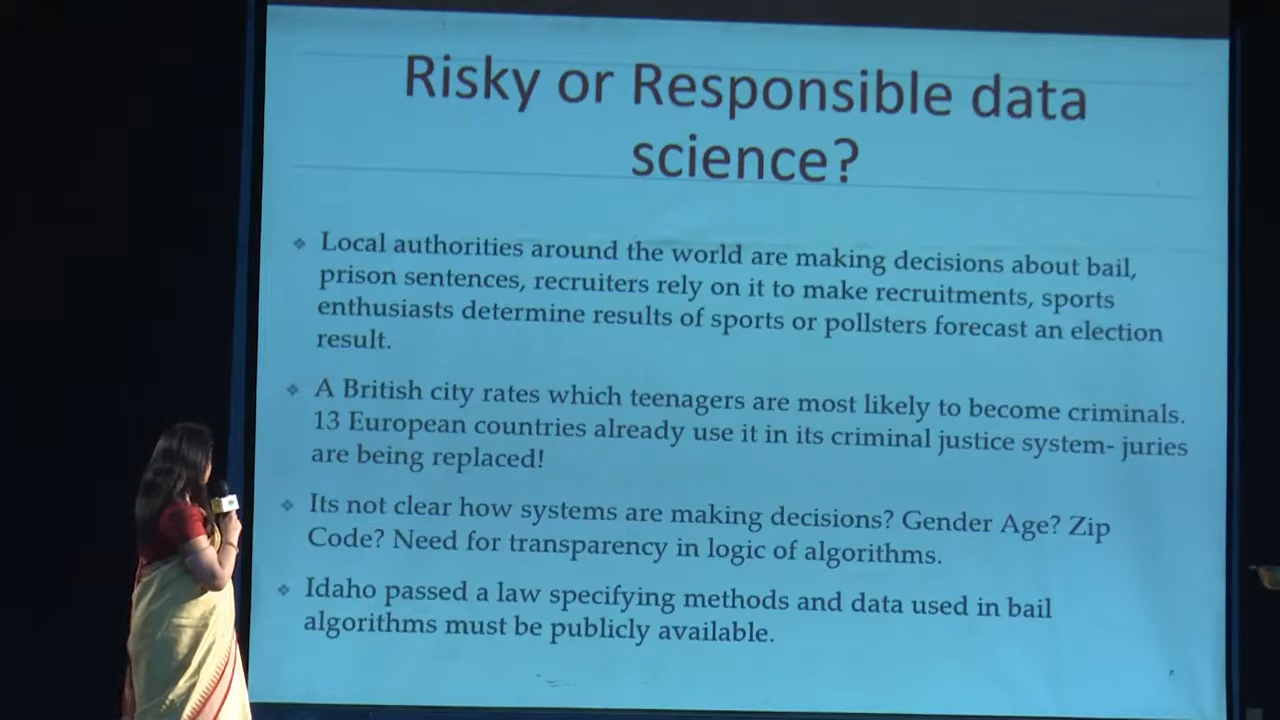 Risky or Responsible data
science?
❖ Local authorities around the world are making decisions about bail,
prison sentences, recruiters rely on it to make recruitments, sports
enthusiasts determine results of sports or pollsters forecast an election
result.
❖ A British city rates which teenagers are most likely to become criminals.
13 European countries already use it in its criminal justice system- juries
are being replaced!
❖ Its not clear how systems are making decisions? Gender Age? Zip
Code? Need for transparency in logic of algorithms.
❖ Idaho passed a law specifying methods and data used in bail
algorithms must be publicly available.